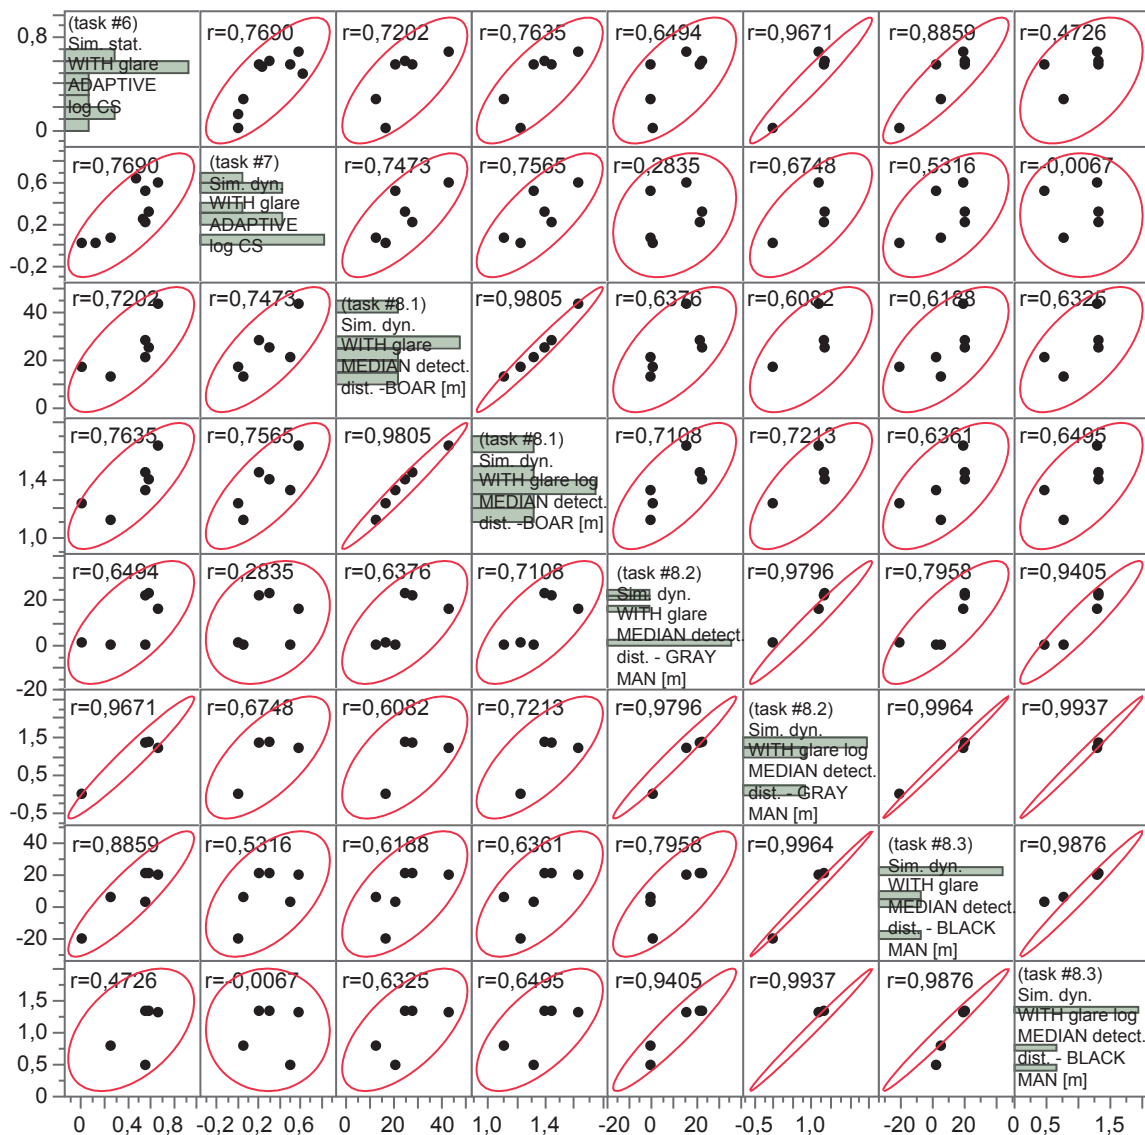 (task #6)
Sim. stat.
WITH glare
ADAPTIVE
log CS
r=0,7690 r=0,7202 r=0,7635 r=0,6494 r=0,9671 r=0,8859 r=0,4726
0,8
0,4
0
r=0,7690
(task #7)
Sim. dyn.
WITH glare
ADAPTIVE
log CS
r=0,7473 r=0,7565 r=0,2835 r=0,6748 r=0,5316 r=-0,0067
0,6
0,2
-0,2
r=0,7202 r=0,7473
(task #8.1)
Sim. dyn.
WITH glare
MEDIAN detect.
dist. -BOAR [m]
r=0,9805 r=0,6376 r=0,6082 r=0,6188 r=0,6325
40
20
0
r=0,7635 r=0,7565 r=0,9805
(task #8.1)
Sim. dyn.
WITH glare log
MEDIAN detect.
dist. -BOAR [m]
r=0,7108 r=0,7213 r=0,6361 r=0,6495
1,4
1,0
r=0,6494 r=0,2835 r=0,6376 r=0,7108
(task #8.2)
Sim. dyn.
WITH glare
MEDIAN detect.
dist. - GRAY
MAN [m]
r=0,9796 r=0,7958 r=0,9405
20
0
-20
r=0,9671 r=0,6748 r=0,6082 r=0,7213 r=0,9796
(task #8.2)
Sim. dyn.
WITH glare log
MEDIAN detect.
dist. - GRAY
MAN [m]
r=0,9964 r=0,9937
1,5
0,5
-0,5
r=0,8859 r=0,5316 r=0,6188 r=0,6361 r=0,7958 r=0,9964
(task #8.3)
Sim. dyn.
WITH glare
MEDIAN detect.
dist. - BLACK
MAN [m]
r=0,9876
40
20
0
-20
r=0,4726 r=-0,0067 r=0,6325 r=0,6495 r=0,9405 r=0,9937 r=0,9876
(task #8.3)
Sim. dyn.
WITH glare log
MEDIAN detect.
dist. - BLACK
MAN [m]
1,5
1,0
0,5
0
0 0,4 0,8 -0,2 0,2 0,6 0 20 40 1,0 1,4 0 20 -0,5 1,0 -20 0 20 0 0,5 1,5